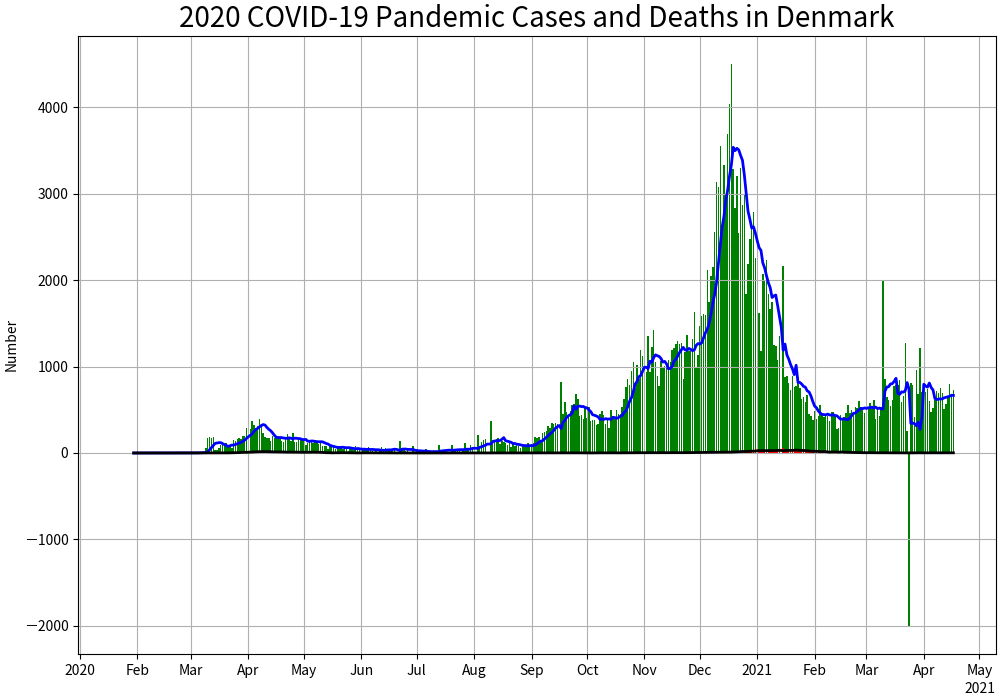 2020 COVID-19 Pandemic Cases and Deaths in Denmark
Number
4000
3000
2000
1000
0
−1000
−2000
2020 Feb Mar Apr May Jun Jul Aug Sep Oct Nov Dec 2021 Feb Mar Apr May
2021